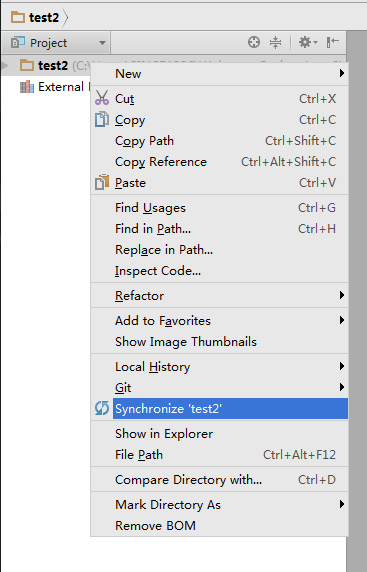 test2
Project
test2
External
New
Cut Ctrl+X
Copy Ctrl+C
Copy Path Ctrl+Shift+C
Copy Reference Ctrl+Alt+Shift+C
Paste Ctrl+V
Find Usages Ctrl+G
Find in Path... Ctrl+H
Replace in Path...
Inspect Code...
Refactor
Add to Favorites
Show Image Thumbnails
Local History
Git
Synchronize 'test2'
Show in Explorer
File Path Ctrl+Alt+F12
Compare Directory with... Ctrl+D
Mark Directory As
Remove BOM